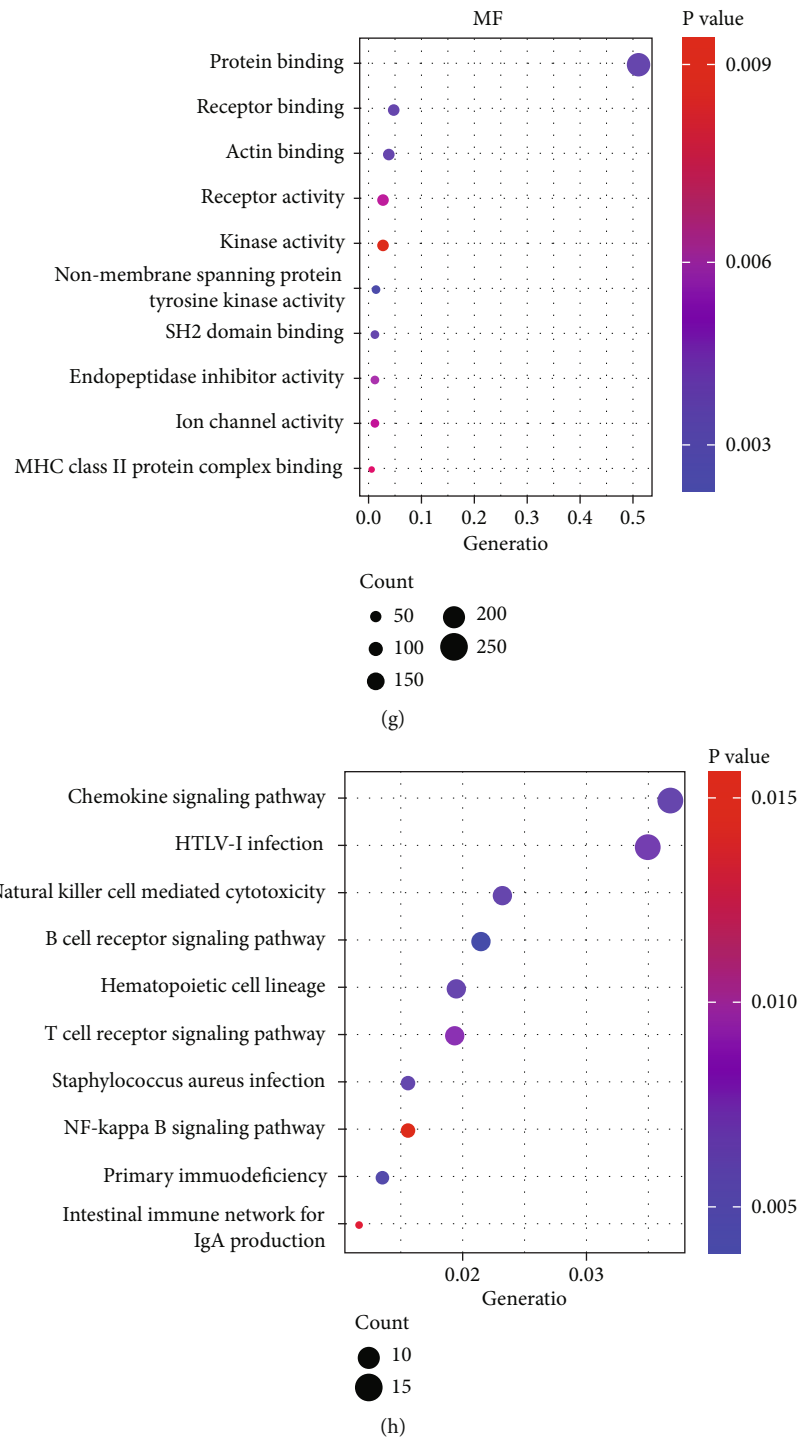 MF
P value
Protein binding
Receptor binding
Actin binding
Receptor activity
Kinase activity
Non-membrane spanning protein
tyrosine kinase activity
SH2 domain binding
Endopeptidase inhibitor activity
Ion channel activity
MHC class II protein complex binding
0.009
0.006
0.003
0.0 0.1 0.2 0.3 0.4 0.5
Generatio
Count
50 200
100 250
150
(g)
P value
Chemokine signaling pathway
HTLV-I infection
Natural killer cell mediated cytotoxicity
B cell receptor signaling pathway
Hematopoietic cell lineage
T cell receptor signaling pathway
Staphylococcus aureus infection
NF-kappa B signaling pathway
Primary immuodeficiency
Intestinal immune network for
IgA production
0.015
0.010
0.005
0.02 0.03
Generatio
Count
10
15
(h)